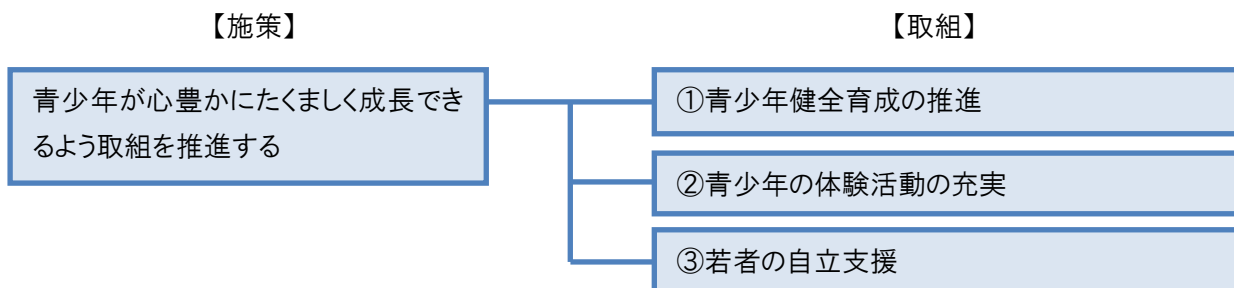 【施策】
【取組】
青少年が心豊かにたくましく成長でき
るよう取組を推進する
①青少年健全育成の推進
②青少年の体験活動の充実
③若者の自立支援